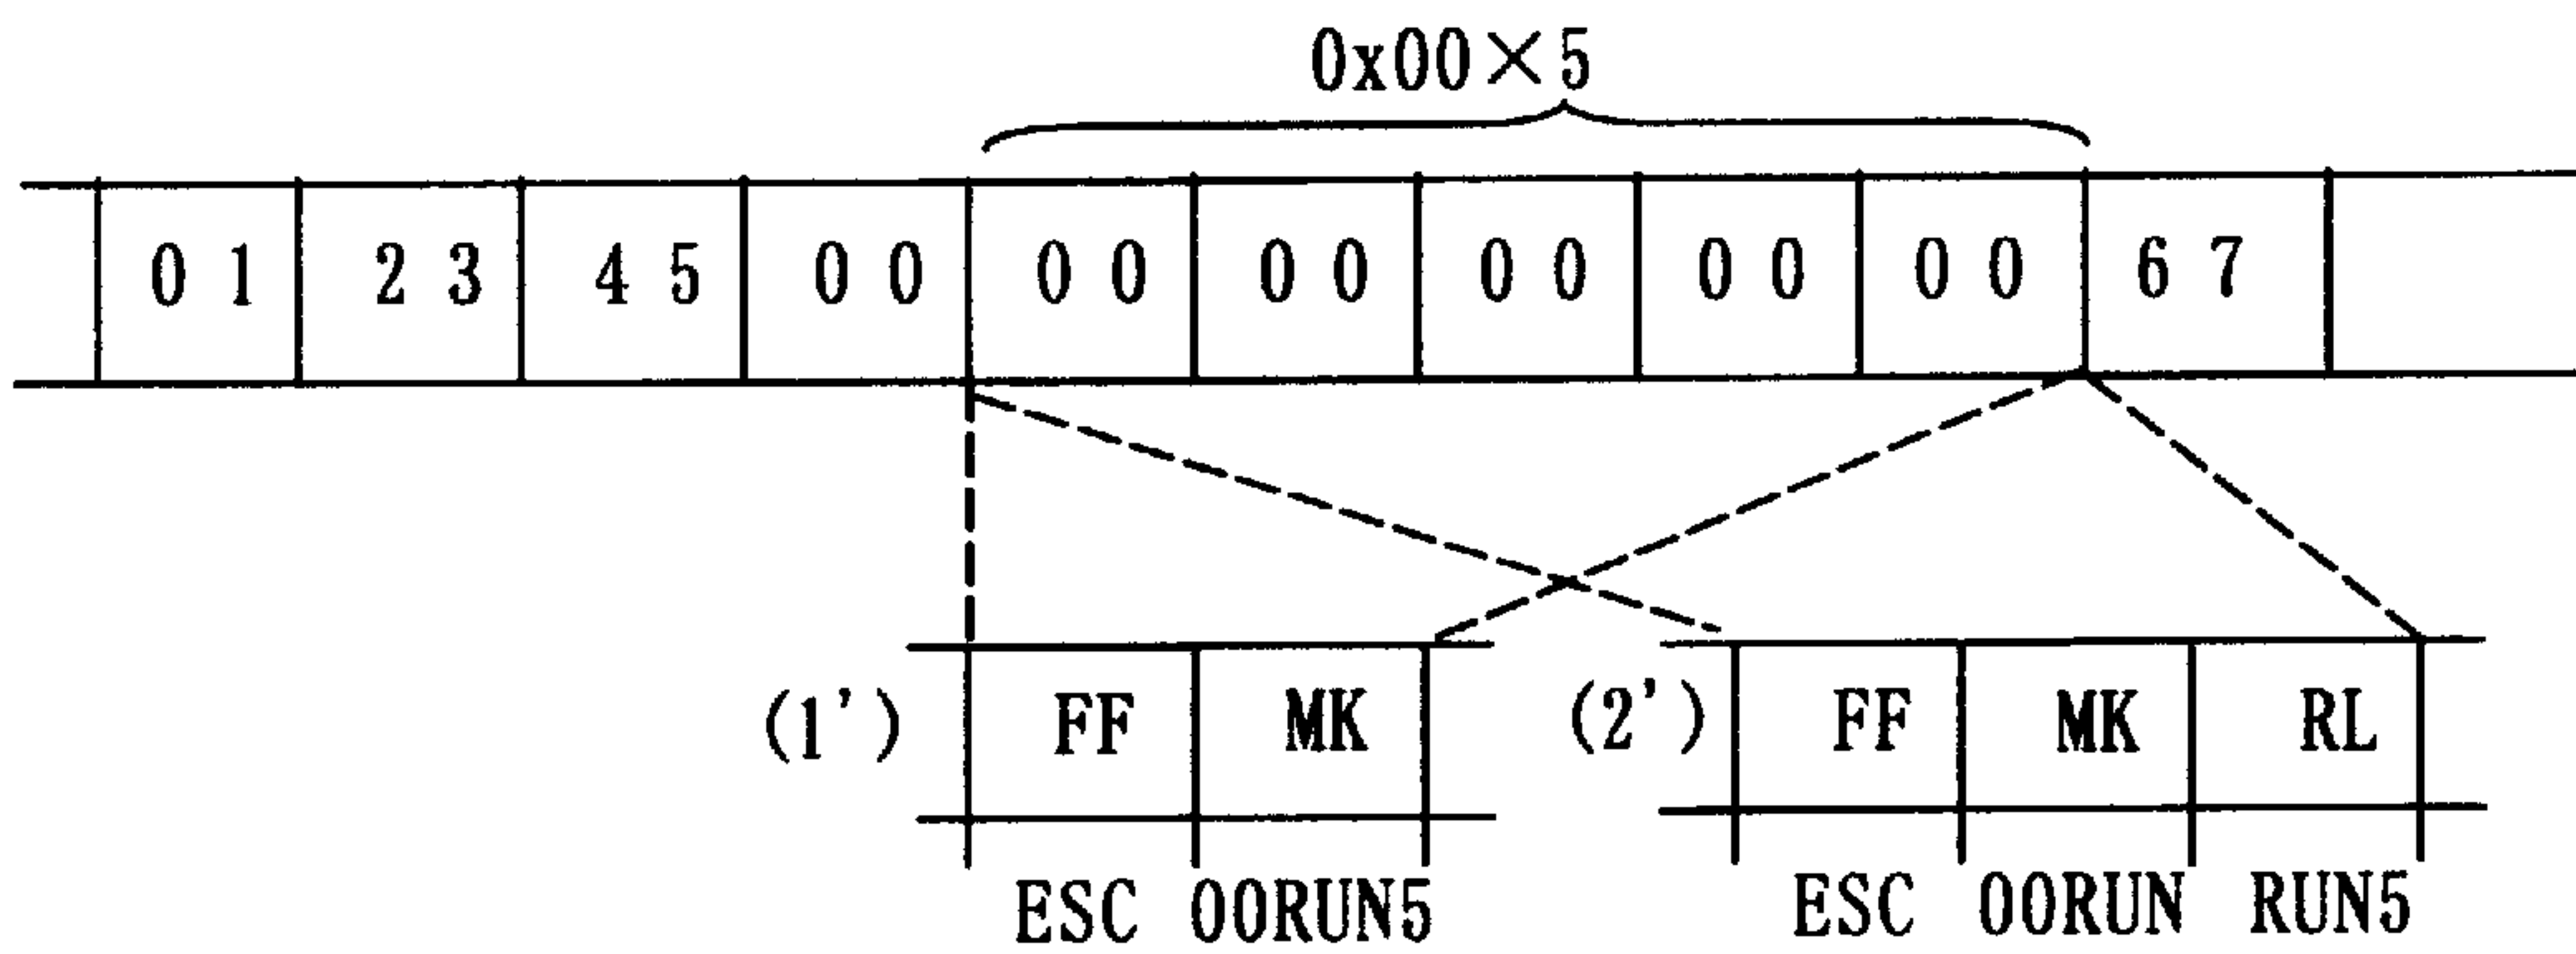 0x00×5
0 1 2 3 4 5 0 0 0 0 0 0 0 0 0 0 0 0 6 7
(1') FF MK (2') FF MK RL
ESC 00RUN5 ESC 00RUN RUN5